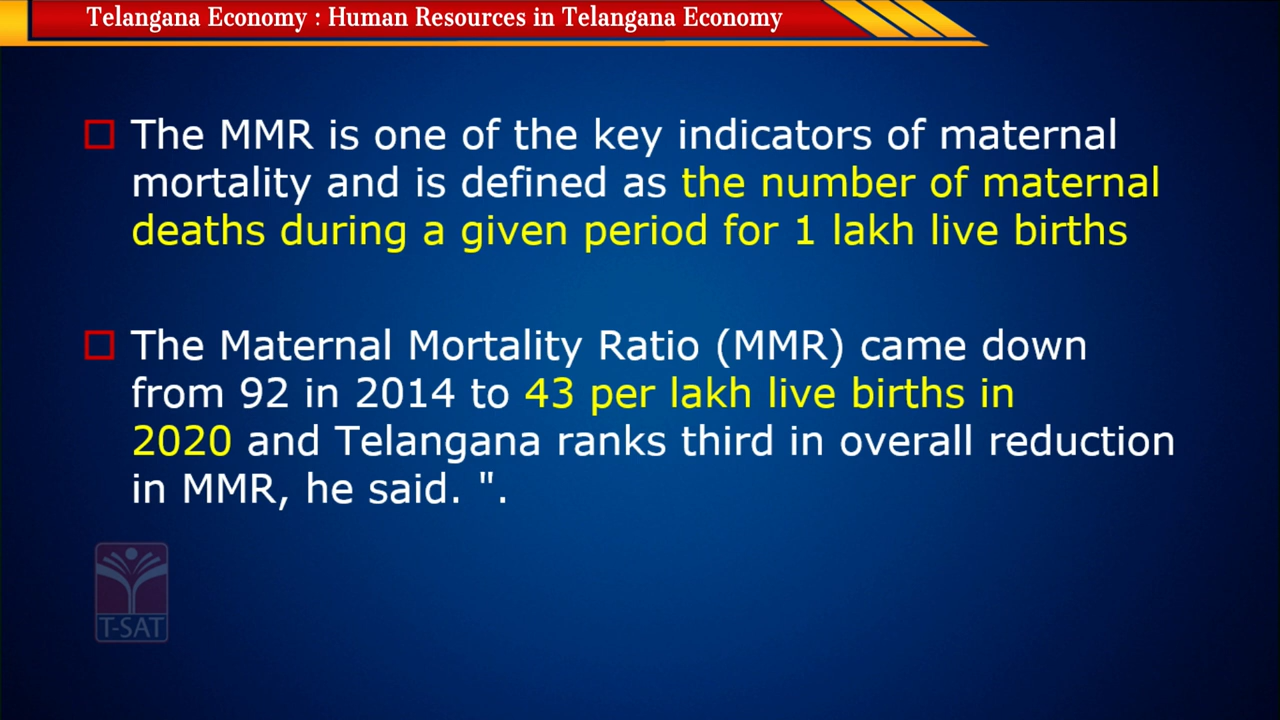 Telangana Economy : Human Resources in Telangana Economy
The MMR is one of the key indicators of maternal
mortality and is defined as the number of maternal
deaths during a given period for 1 lakh live births
The Maternal Mortality Ratio (MMR) came down
from 92 in 2014 to 43 per lakh live births in
2020 and Telangana ranks third in overall reduction
in MMR, he said. ".
T-SAT